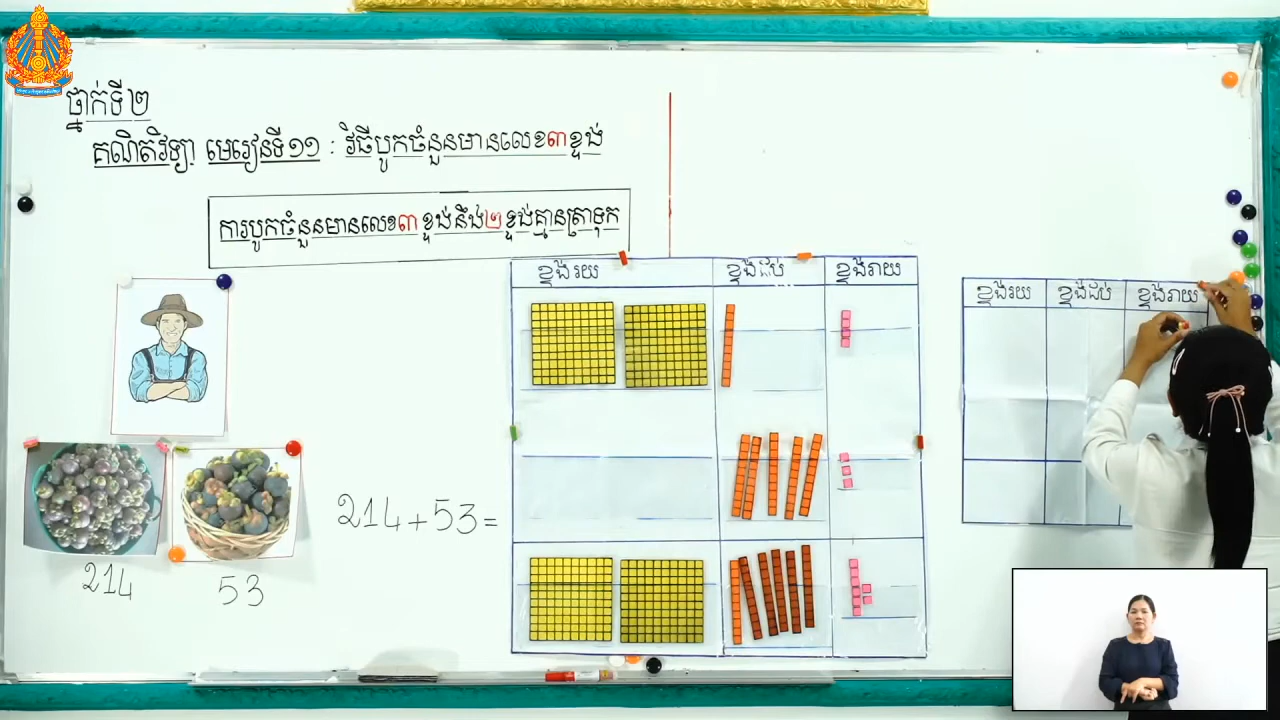 ថ្នាក់ទី២
គណិតវិទ្យា មេរៀនទី១១ : វិធីបូកចំនួនមានលេខ៣ខ្ទង់
ការបូកចំនួនមានលេខ៣ខ្ទង់នឹង២ខ្ទង់គ្មានត្រាទុក
ខ្ទង់រយ ខ្ទង់ដប់ ខ្ទង់រាយ
ខ្ទង់រយ ខ្ទង់ដប់ ខ្ទង់រាយ
214+53=
214 53